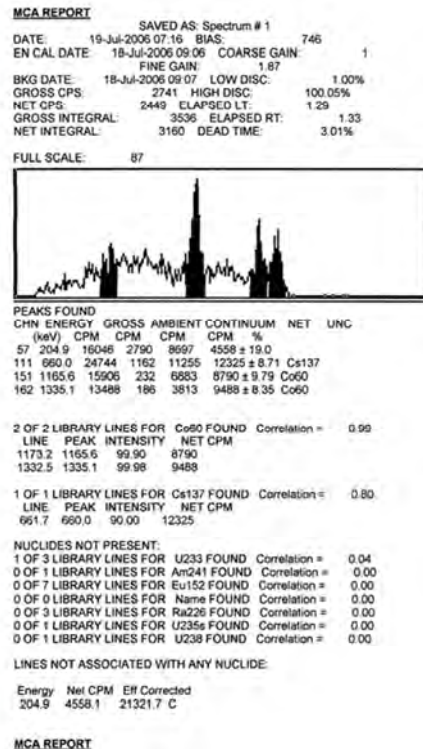 MCA REPORT
SAVED AS: Spectrum # 1
DATE: 19-Jul-2006 07:16 BIAS: 746
EN CAL DATE: 18-Jul-2006 09:06 COARSE GAIN: 1
FINE GAIN: 1.87
BKG DATE: 18-Jul-2006 09:07 LOW DISC: 1.00%
GROSS CPS: 2741 HIGH DISC: 100.05%
NET CPS: 2449 ELAPSED LT: 1.29
GROSS INTEGRAL: 3536 ELAPSED RT: 1.33
NET INTEGRAL: 3160 DEAD TIME: 3.01%
FULL SCALE: 87
PEAKS FOUND
CHN ENERGY GROSS AMBIENT CONTINUUM NET UNC
(keV) CPM CPM CPM CPM %
57 204.9 16046 2790 8697 4558 ± 19.0
111 660.0 24744 1162 11255 12325 ± 8.71 Cs137
151 1165.6 15906 232 6883 8790 ± 9.79 Co60
162 1335.1 13488 186 3813 9488 ± 8.35 Co60
2 OF 2 LIBRARY LINES FOR Co60 FOUND Correlation = 0.99
LINE PEAK INTENSITY NET CPM
1173.2 1165.6 99.90 8790
1332.5 1335.1 99.98 9488
1 OF 1 LIBRARY LINES FOR Cs137 FOUND Correlation = 0.80
LINE PEAK INTENSITY NET CPM
661.7 660.0 90.00 12325
NUCLIDES NOT PRESENT:
1 OF 3 LIBRARY LINES FOR U233 FOUND Correlation = 0.04
0 OF 1 LIBRARY LINES FOR Am241 FOUND Correlation = 0.00
0 OF 7 LIBRARY LINES FOR Eu152 FOUND Correlation = 0.00
0 OF 0 LIBRARY LINES FOR Name FOUND Correlation = 0.00
0 OF 3 LIBRARY LINES FOR Ra226 FOUND Correlation = 0.00
0 OF 1 LIBRARY LINES FOR U235s FOUND Correlation = 0.00
0 OF 1 LIBRARY LINES FOR U238 FOUND Correlation = 0.00
LINES NOT ASSOCIATED WITH ANY NUCLIDE:
Energy Net CPM Eff Corrected
204.9 4558.1 21321.7 C
MCA REPORT